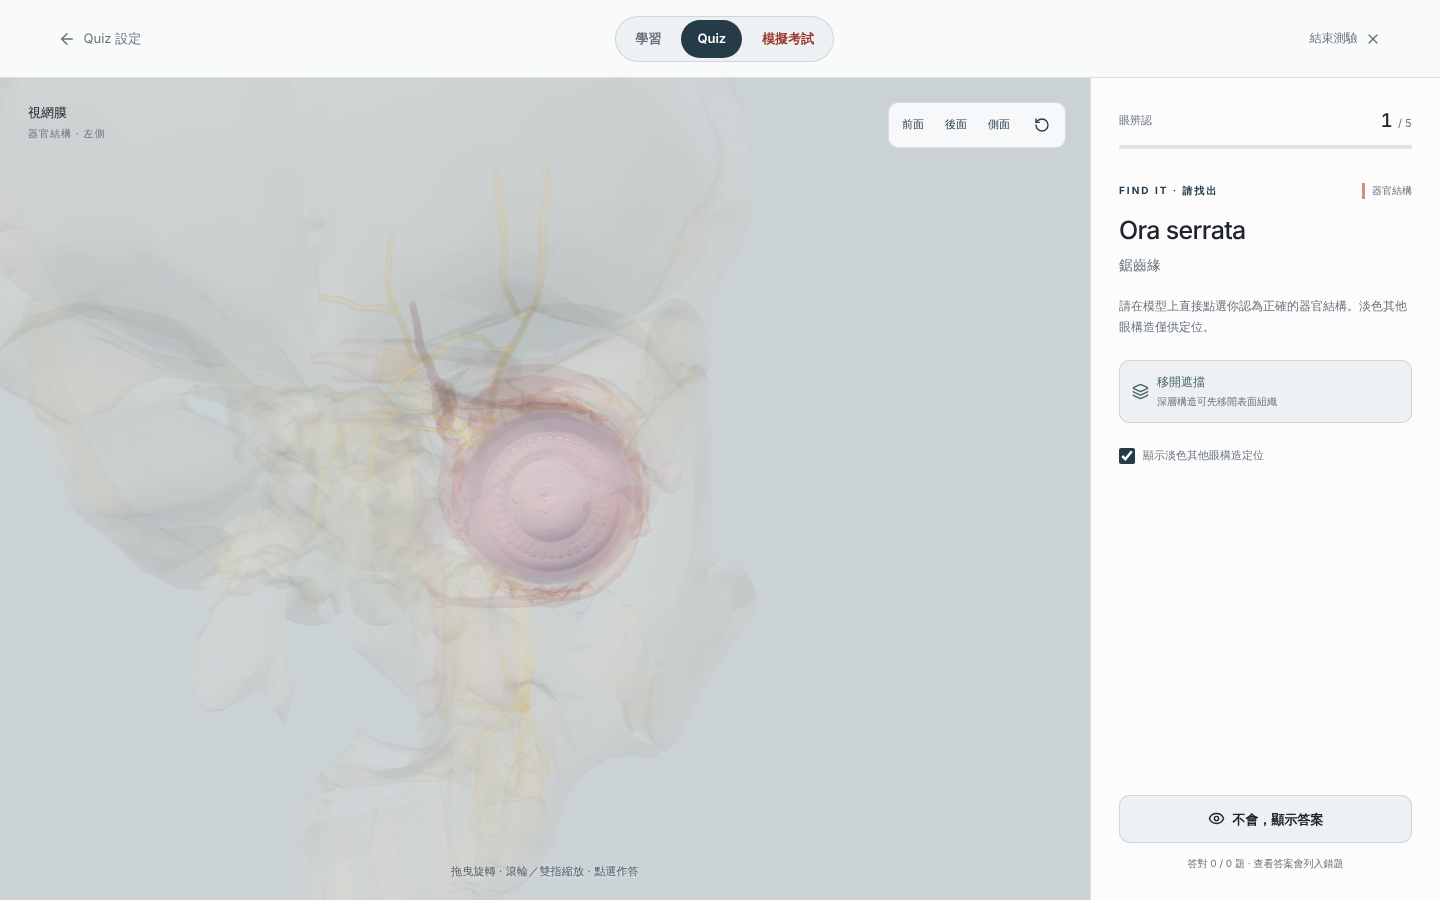 Quiz 設定
學習
Quiz
模擬考試
結束測驗
視網膜
器官結構 · 左側
前面
後面
側面
眼辨認
1 / 5
FIND IT · 請找出
器官結構
Ora serrata
鋸齒緣
請在模型上直接點選你認為正確的器官結構。淡色其他
眼構造僅供定位。
移開遮擋
深層構造可先移開表面組織
顯示淡色其他眼構造定位
不會，顯示答案
答對 0 / 0 題 · 查看答案會列入錯題
拖曳旋轉 · 滾輪／雙指縮放 · 點選作答